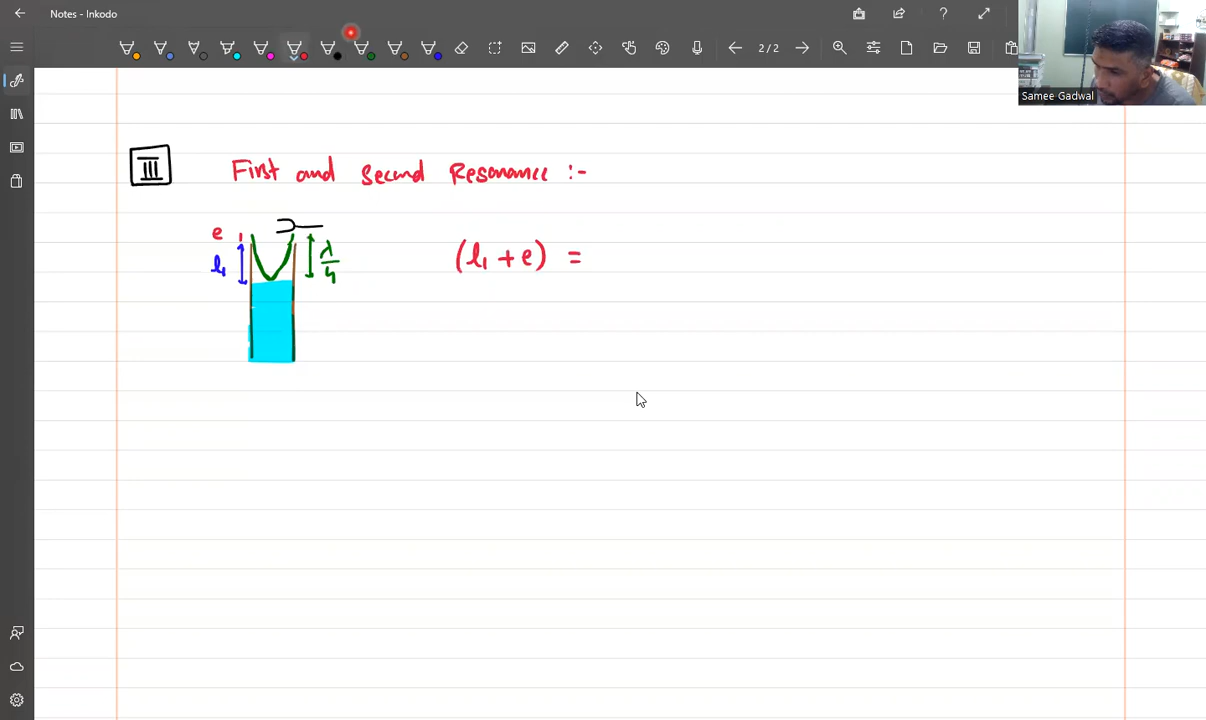 Notes - Inkodo
2/2
Samee Gadwal
III First and Second Resonance :-
e
l₁
λ/4
(l₁ + e) =